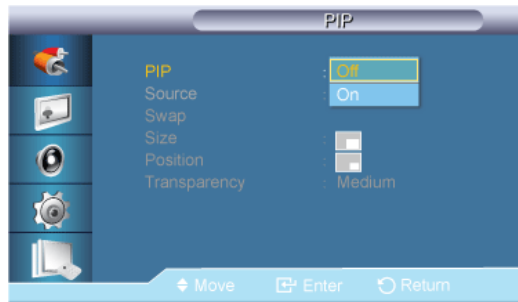 PIP
PIP : Off
Source : On
Swap
Size :
Position :
Transparency : Medium
Move Enter Return